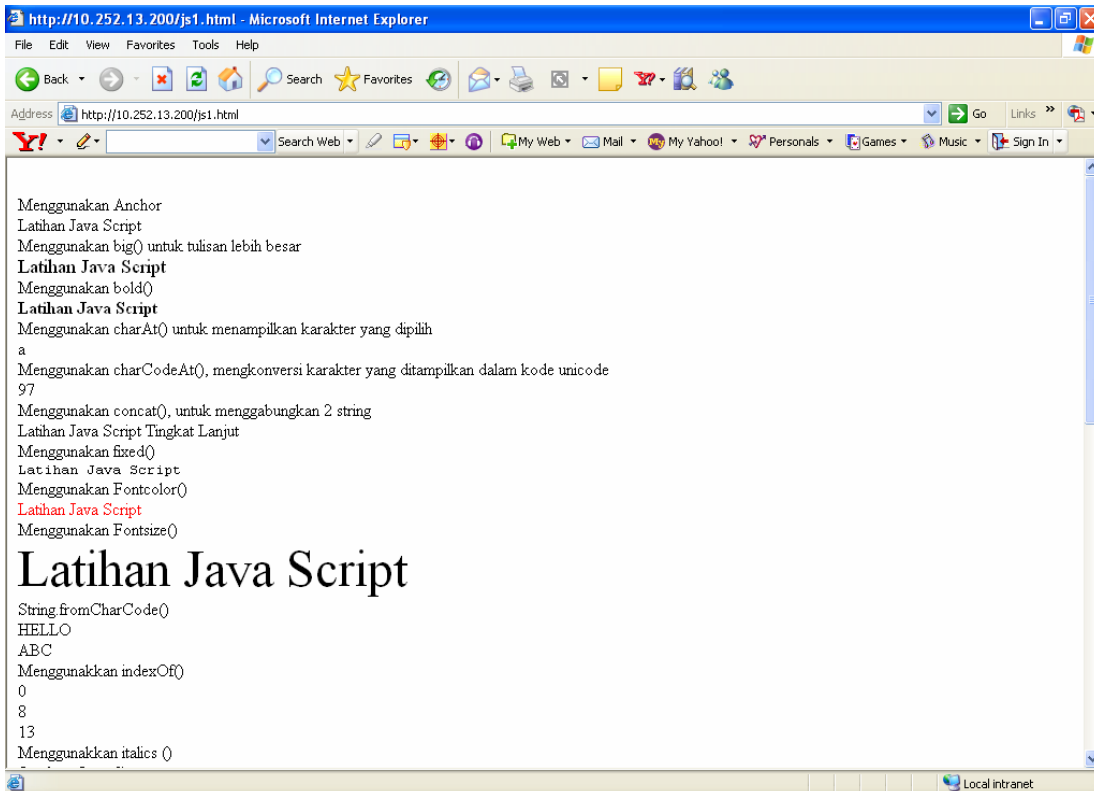 http://10.252.13.200/js1.html - Microsoft Internet Explorer
File Edit View Favorites Tools Help
Back Search Favorites
Address http://10.252.13.200/js1.html Go Links »
Y! Search Web My Web Mail My Yahoo! Personals Games Music Sign In
Menggunakan Anchor
Latihan Java Script
Menggunakan big() untuk tulisan lebih besar
Latihan Java Script
Menggunakan bold()
Latihan Java Script
Menggunakan charAt() untuk menampilkan karakter yang dipilih
a
Menggunakan charCodeAt(), mengkonversi karakter yang ditampilkan dalam kode unicode
97
Menggunakan concat(), untuk menggabungkan 2 string
Latihan Java Script Tingkat Lanjut
Menggunakan fixed()
Latihan Java Script
Menggunakan Fontcolor()
Latihan Java Script
Menggunakan Fontsize()
Latihan Java Script
String.fromCharCode()
HELLO
ABC
Menggunakkan indexOf()
0
8
13
Menggunakkan italics ()
Local intranet